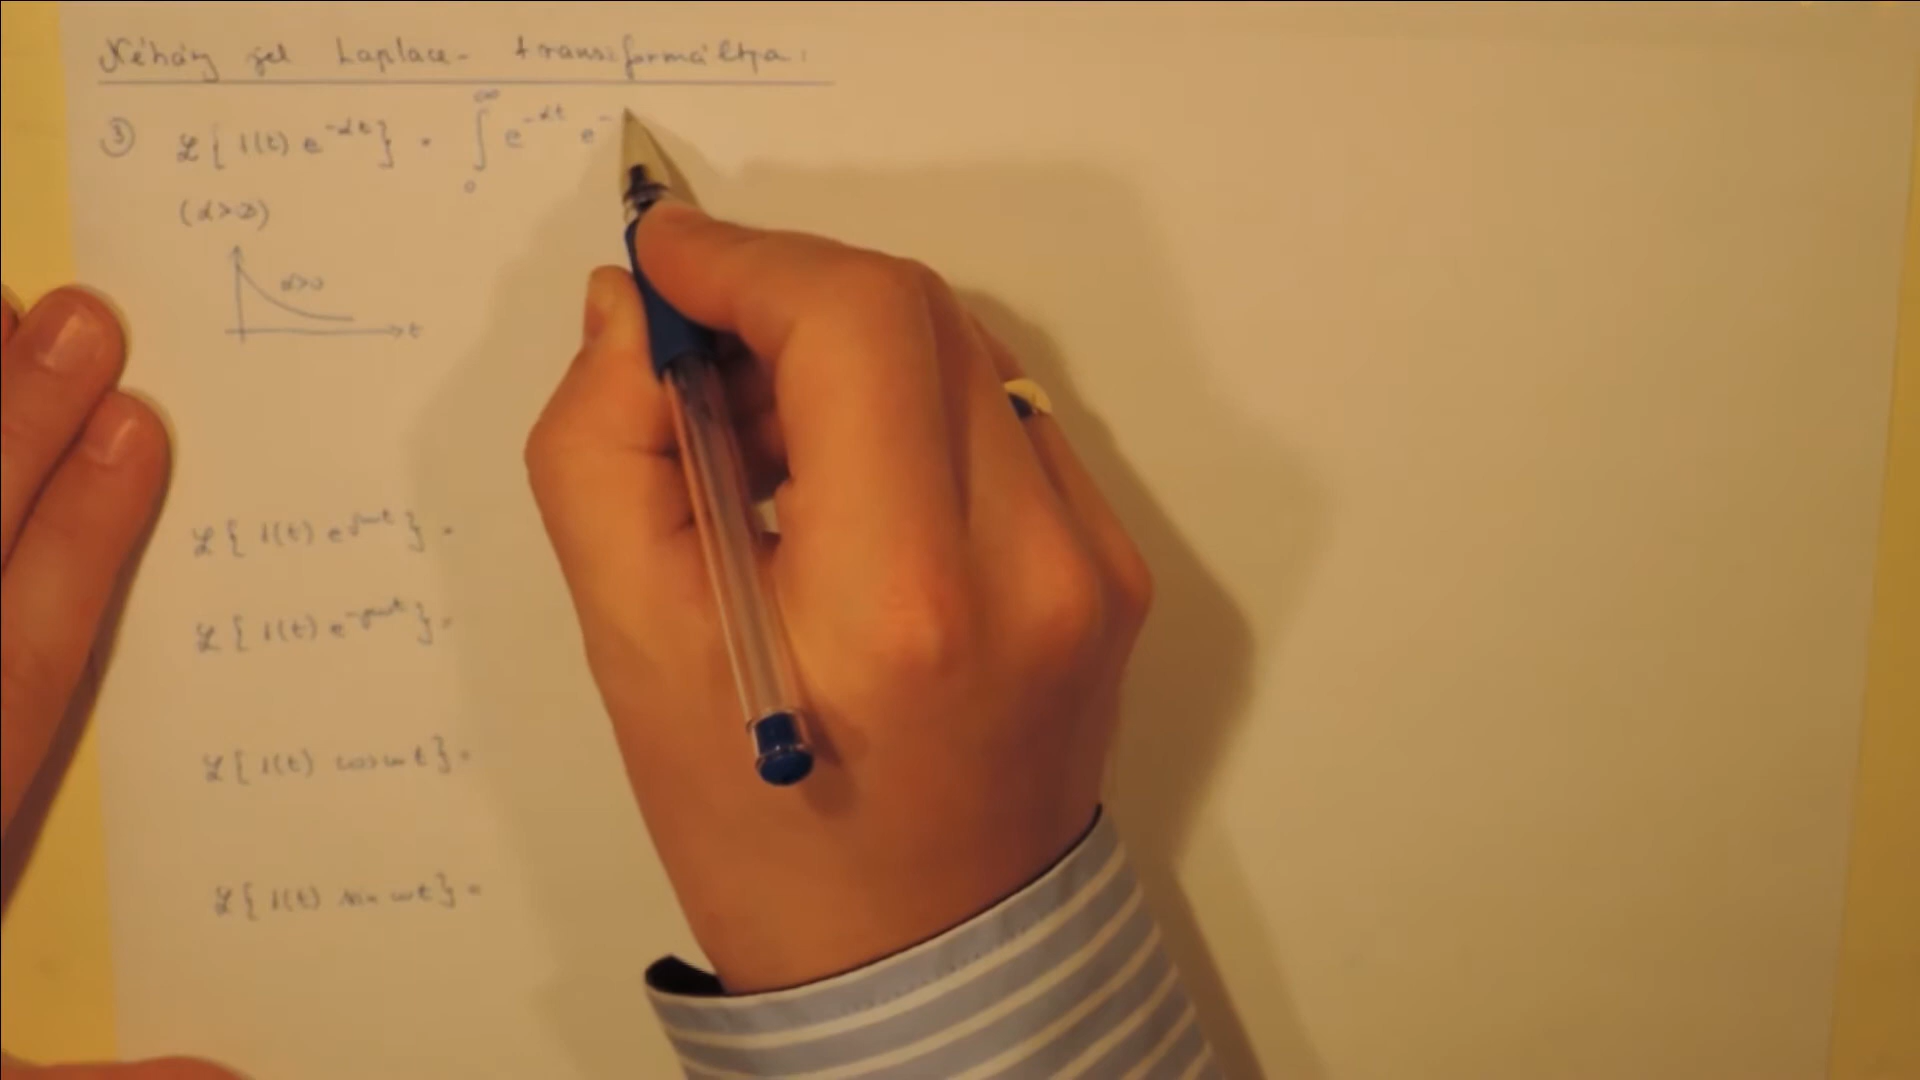 Néhány jel Laplace-transzformáltja:
③ ℒ{ 1(t) e^{-αt} } = ∫_0^∞ e^{-αt} e^-
(α>0)
α>0
t
ℒ{ 1(t) e^{jωt} } =
ℒ{ 1(t) e^{-jωt} } =
ℒ{ 1(t) cos ωt } =
ℒ{ 1(t) sin ωt } =